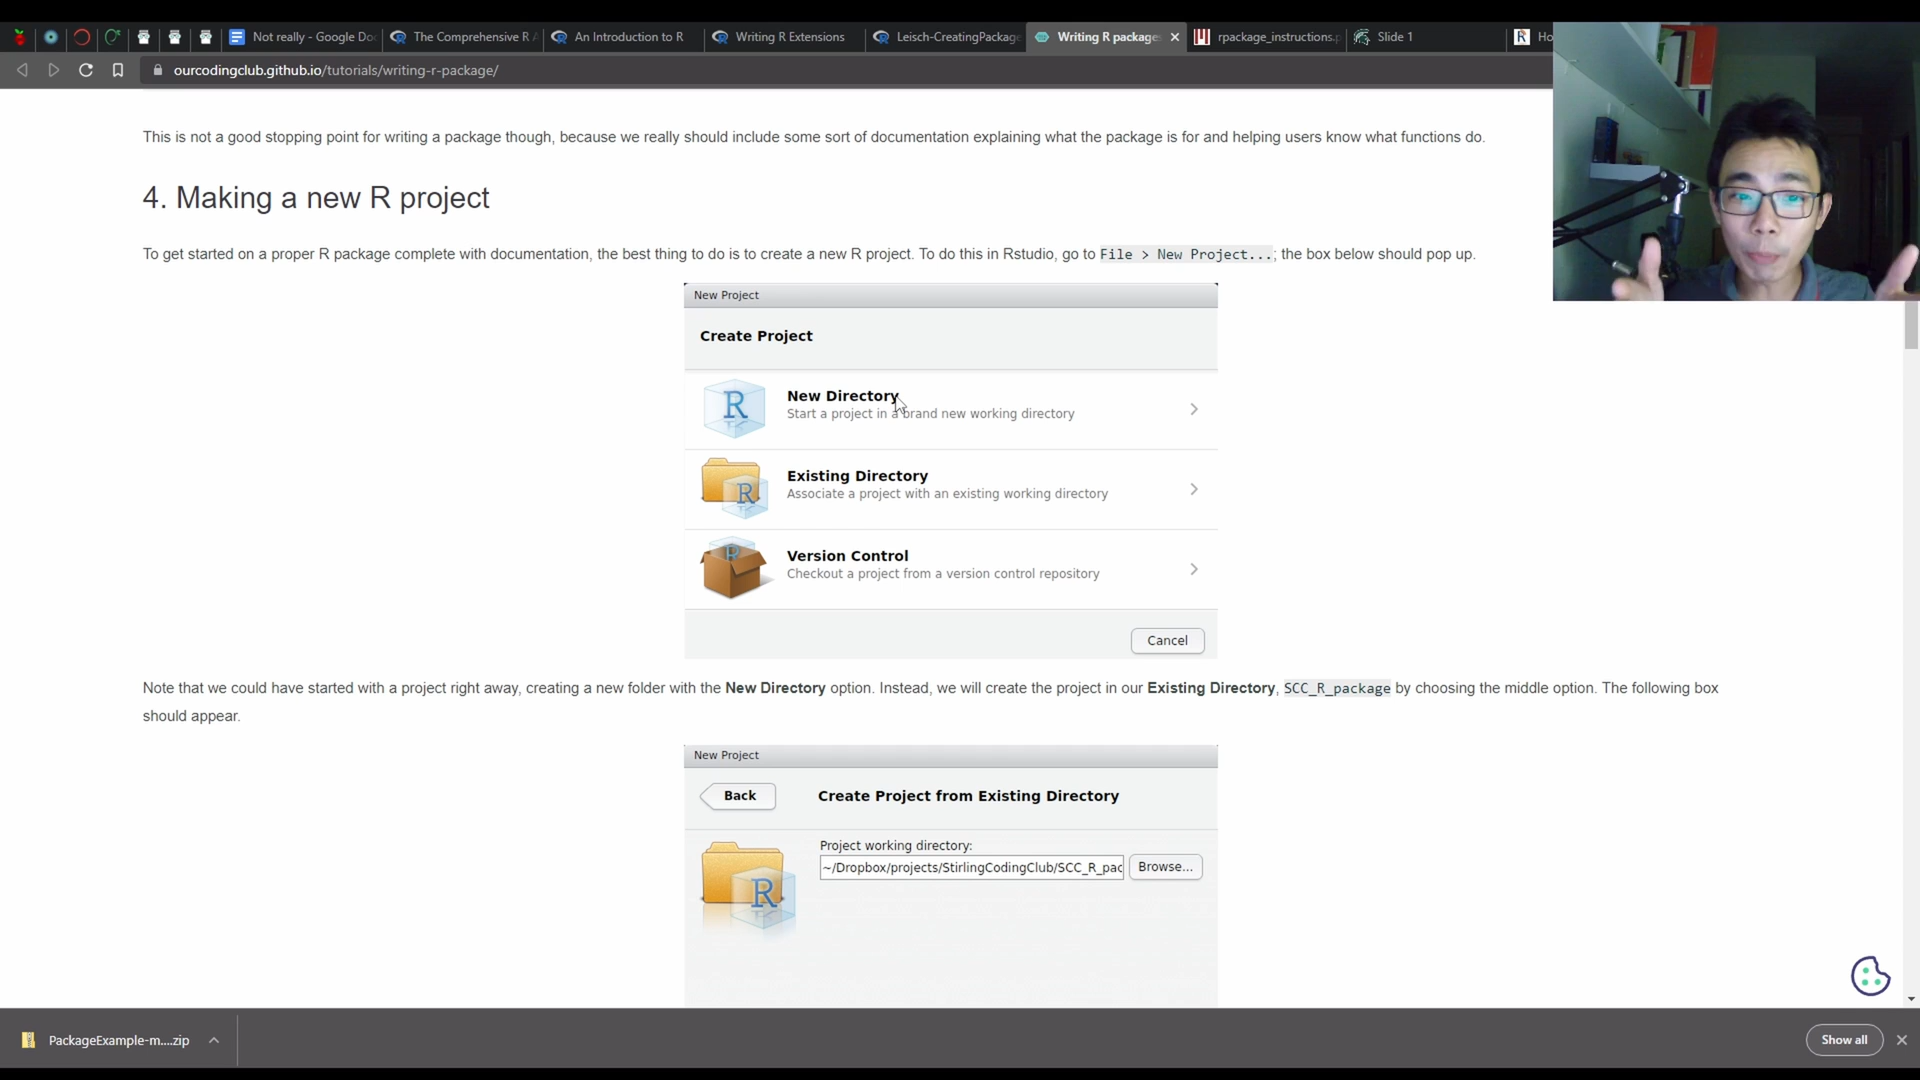 Not really - Google Do
The Comprehensive R A
An Introduction to R
Writing R Extensions
Leisch-CreatingPackage
Writing R package
rpackage_instructions.p
Slide 1
Ho
ourcodingclub.github.io/tutorials/writing-r-package/
This is not a good stopping point for writing a package though, because we really should include some sort of documentation explaining what the package is for and helping users know what functions do.
4. Making a new R project
To get started on a proper R package complete with documentation, the best thing to do is to create a new R project. To do this in Rstudio, go to File > New Project...; the box below should pop up.
New Project
Create Project
R
New Directory
Start a project in a brand new working directory
R
Existing Directory
Associate a project with an existing working directory
R
Version Control
Checkout a project from a version control repository
Cancel
Note that we could have started with a project right away, creating a new folder with the New Directory option. Instead, we will create the project in our Existing Directory, SCC_R_package by choosing the middle option. The following box
should appear.
New Project
Back
Create Project from Existing Directory
R
Project working directory:
~/Dropbox/projects/StirlingCodingClub/SCC_R_pac
Browse...
PackageExample-m....zip
Show all